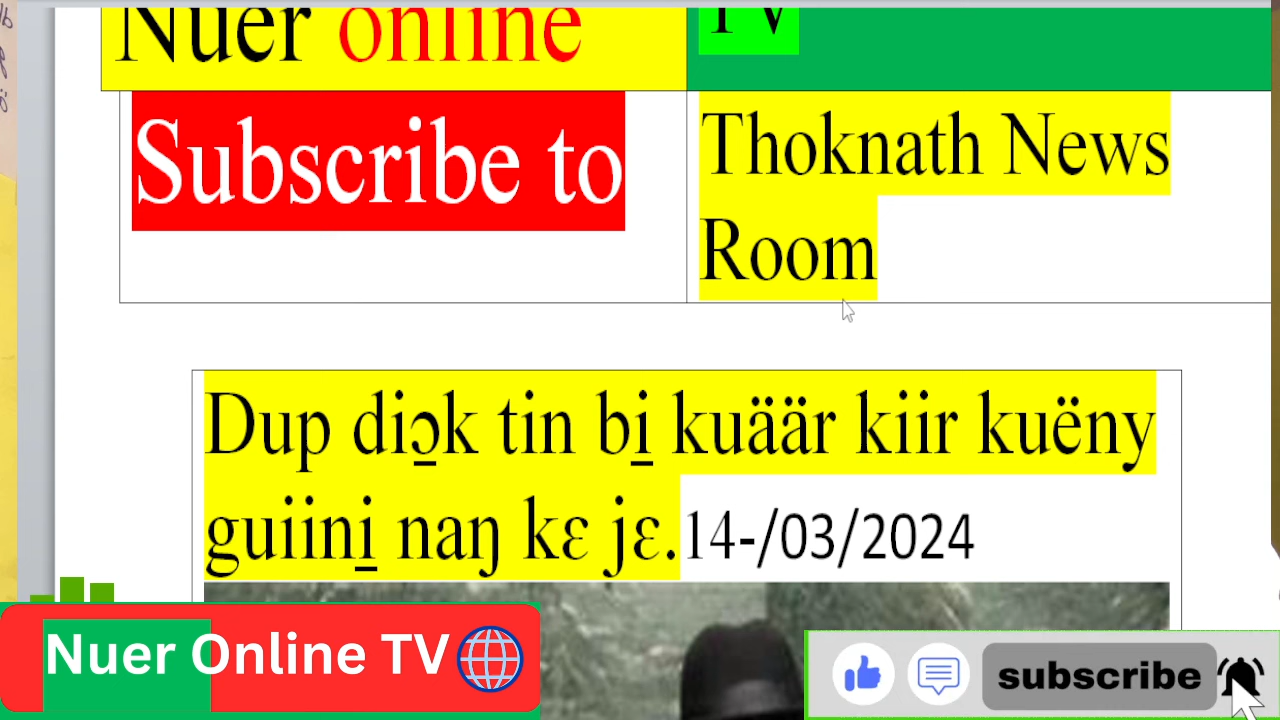 Nuer online
TV
Subscribe to
Thoknath News
Room
Dup diɔ̱k tin bi̱ kuäär kiir kuëny
guiini̱ naŋ kɛ jɛ.14-/03/2024
Nuer Online TV
subscribe